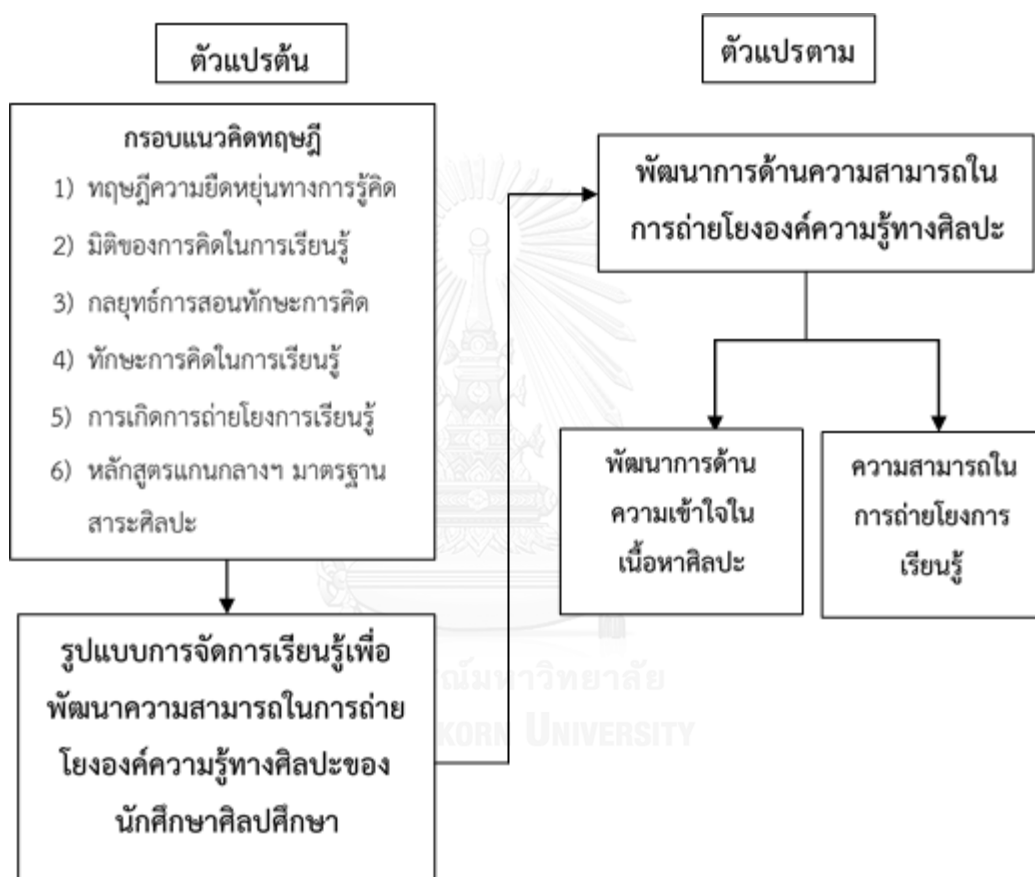 ตัวแปรต้น
กรอบแนวคิดทฤษฎี
1) ทฤษฎีความยืดหยุ่นทางการรู้คิด
2) มิติของการคิดในการเรียนรู้
3) กลยุทธ์การสอนทักษะการคิด
4) ทักษะการคิดในการเรียนรู้
5) การเกิดการถ่ายโยงการเรียนรู้
6) หลักสูตรแกนกลางฯ มาตรฐาน
สาระศิลปะ
รูปแบบการจัดการเรียนรู้เพื่อ
พัฒนาความสามารถในการถ่าย
โยงองค์ความรู้ทางศิลปะของ
นักศึกษาศิลปศึกษา
ตัวแปรตาม
พัฒนาการด้านความสามารถใน
การถ่ายโยงองค์ความรู้ทางศิลปะ
พัฒนาการด้าน
ความเข้าใจใน
เนื้อหาศิลปะ
ความสามารถใน
การถ่ายโยงการ
เรียนรู้
ณ์มหาวิทยาลัย
KORN UNIVERSITY